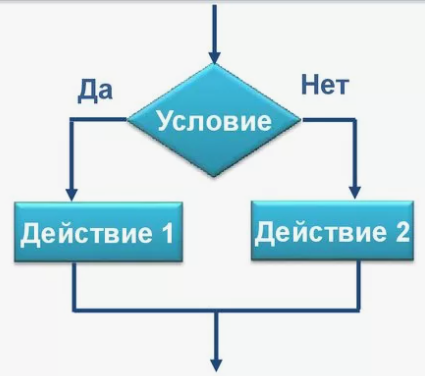 Да
Нет
Условие
Действие 1
Действие 2